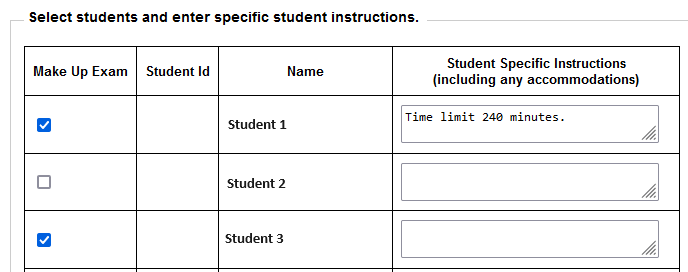 Select students and enter specific student instructions.
Make Up Exam Student Id Name Student Specific Instructions
(including any accommodations)
Student 1 Time limit 240 minutes.
Student 2
Student 3